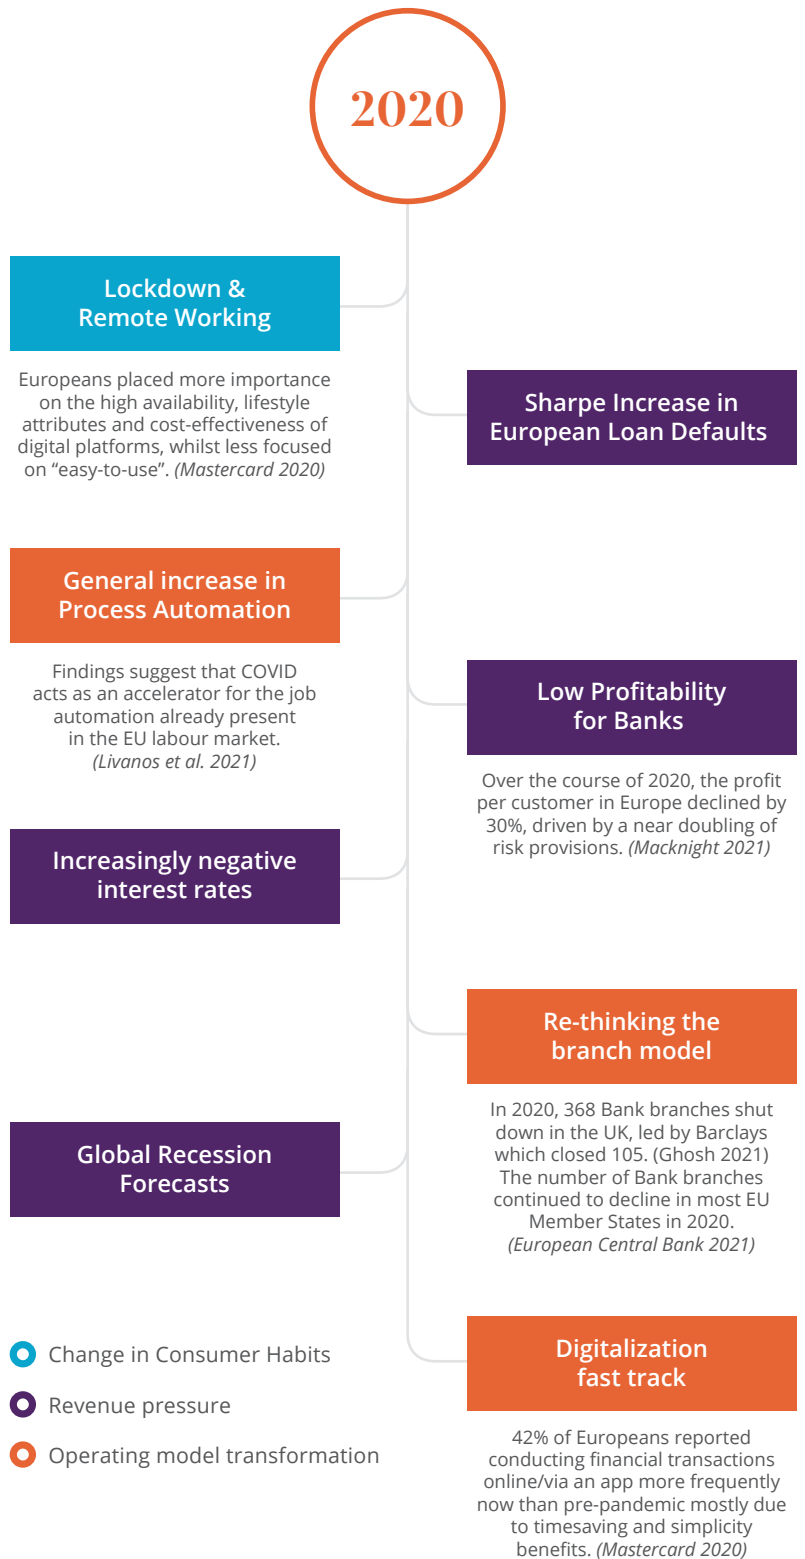 2020
Lockdown &
Remote Working
Europeans placed more importance
on the high availability, lifestyle
attributes and cost-effectiveness of
digital platforms, whilst less focused
on “easy-to-use”. (Mastercard 2020)
Sharpe Increase in
European Loan Defaults
General increase in
Process Automation
Findings suggest that COVID
acts as an accelerator for the job
automation already present
in the EU labour market.
(Livanos et al. 2021)
Low Profitability
for Banks
Over the course of 2020, the profit
per customer in Europe declined by
30%, driven by a near doubling of
risk provisions. (Macknight 2021)
Increasingly negative
interest rates
Re-thinking the
branch model
In 2020, 368 Bank branches shut
down in the UK, led by Barclays
which closed 105. (Ghosh 2021)
The number of Bank branches
continued to decline in most EU
Member States in 2020.
(European Central Bank 2021)
Global Recession
Forecasts
Digitalization
fast track
42% of Europeans reported
conducting financial transactions
online/via an app more frequently
now than pre-pandemic mostly due
to timesaving and simplicity
benefits. (Mastercard 2020)
Change in Consumer Habits
Revenue pressure
Operating model transformation